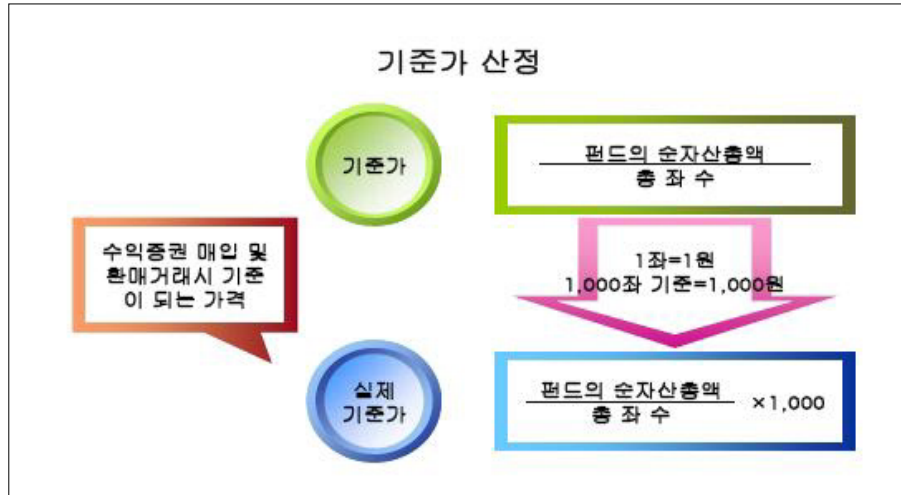 기준가 산정
기준가
펀드의 순자산총액
총 좌 수
수익증권 매입 및
환매거래시 기준
이 되는 가격
1좌=1원
1,000좌 기준=1,000원
실제
기준가
펀드의 순자산총액
총 좌 수
×1,000